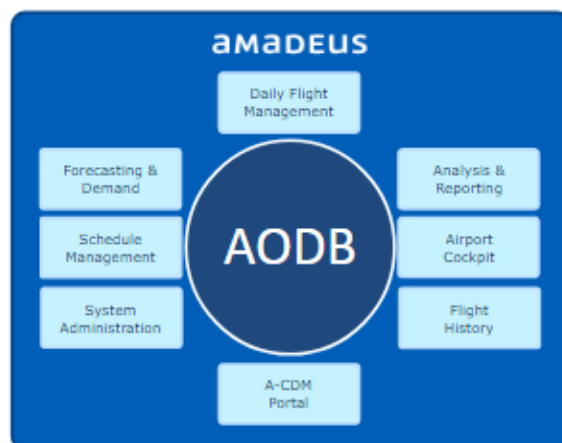 aMaDEUS
Daily Flight
Management
Forecasting &
Demand
Analysis &
Reporting
Schedule
Management
AODB
Airport
Cockpit
System
Administration
Flight
History
A-CDM
Portal